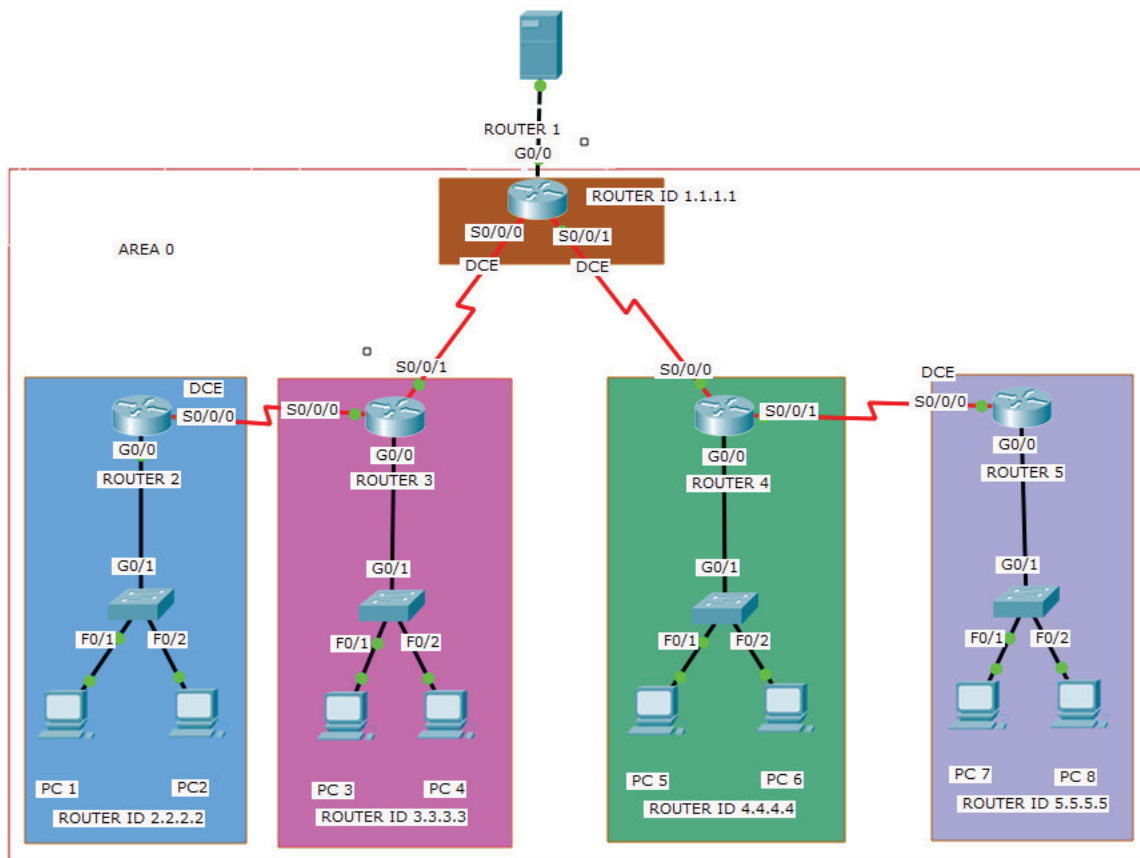 ROUTER 1
G0/0
ROUTER ID 1.1.1.1
S0/0/0
S0/0/1
AREA 0
DCE
DCE
S0/0/1
S0/0/0
DCE
DCE
S0/0/0
S0/0/0
S0/0/1
S0/0/0
G0/0
G0/0
G0/0
G0/0
ROUTER 2
ROUTER 3
ROUTER 4
ROUTER 5
G0/1
G0/1
G0/1
G0/1
F0/1
F0/2
F0/1
F0/2
F0/1
F0/2
F0/1
F0/2
PC 1
PC2
PC 3
PC 4
PC 5
PC 6
PC 7
PC 8
ROUTER ID 2.2.2.2
ROUTER ID 3.3.3.3
ROUTER ID 4.4.4.4
ROUTER ID 5.5.5.5